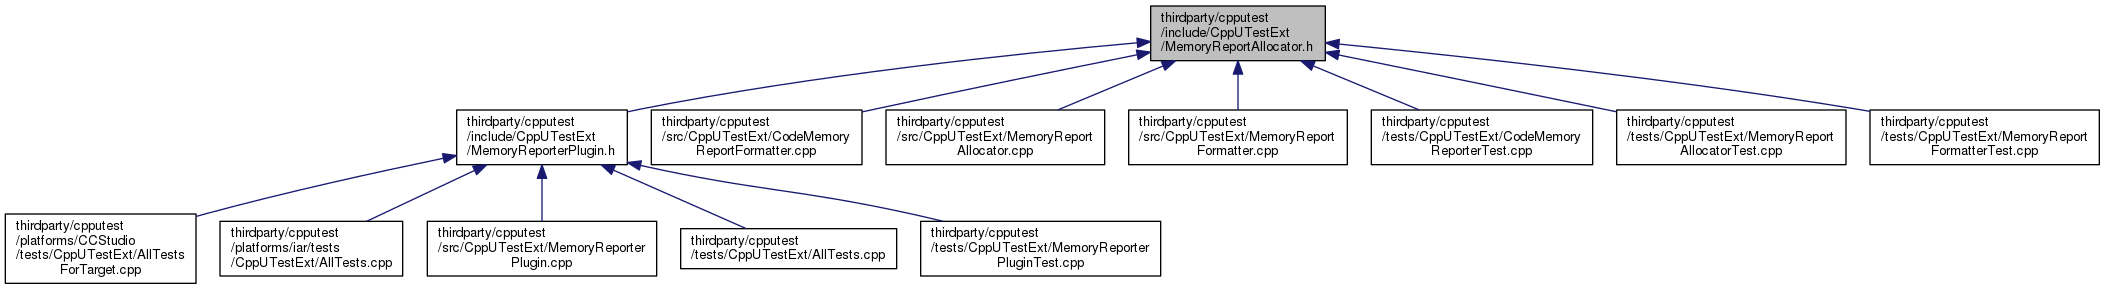 thirdparty/cpputest
/include/CppUTestExt
/MemoryReportAllocator.h
thirdparty/cpputest
/include/CppUTestExt
/MemoryReporterPlugin.h
thirdparty/cpputest
/src/CppUTestExt/CodeMemory
ReportFormatter.cpp
thirdparty/cpputest
/src/CppUTestExt/MemoryReport
Allocator.cpp
thirdparty/cpputest
/src/CppUTestExt/MemoryReport
Formatter.cpp
thirdparty/cpputest
/tests/CppUTestExt/CodeMemory
ReporterTest.cpp
thirdparty/cpputest
/tests/CppUTestExt/MemoryReport
AllocatorTest.cpp
thirdparty/cpputest
/tests/CppUTestExt/MemoryReport
FormatterTest.cpp
thirdparty/cpputest
/platforms/CCStudio
/tests/CppUTestExt/AllTests
ForTarget.cpp
thirdparty/cpputest
/platforms/iar/tests
/CppUTestExt/AllTests.cpp
thirdparty/cpputest
/src/CppUTestExt/MemoryReporter
Plugin.cpp
thirdparty/cpputest
/tests/CppUTestExt/AllTests.cpp
thirdparty/cpputest
/tests/CppUTestExt/MemoryReporter
PluginTest.cpp